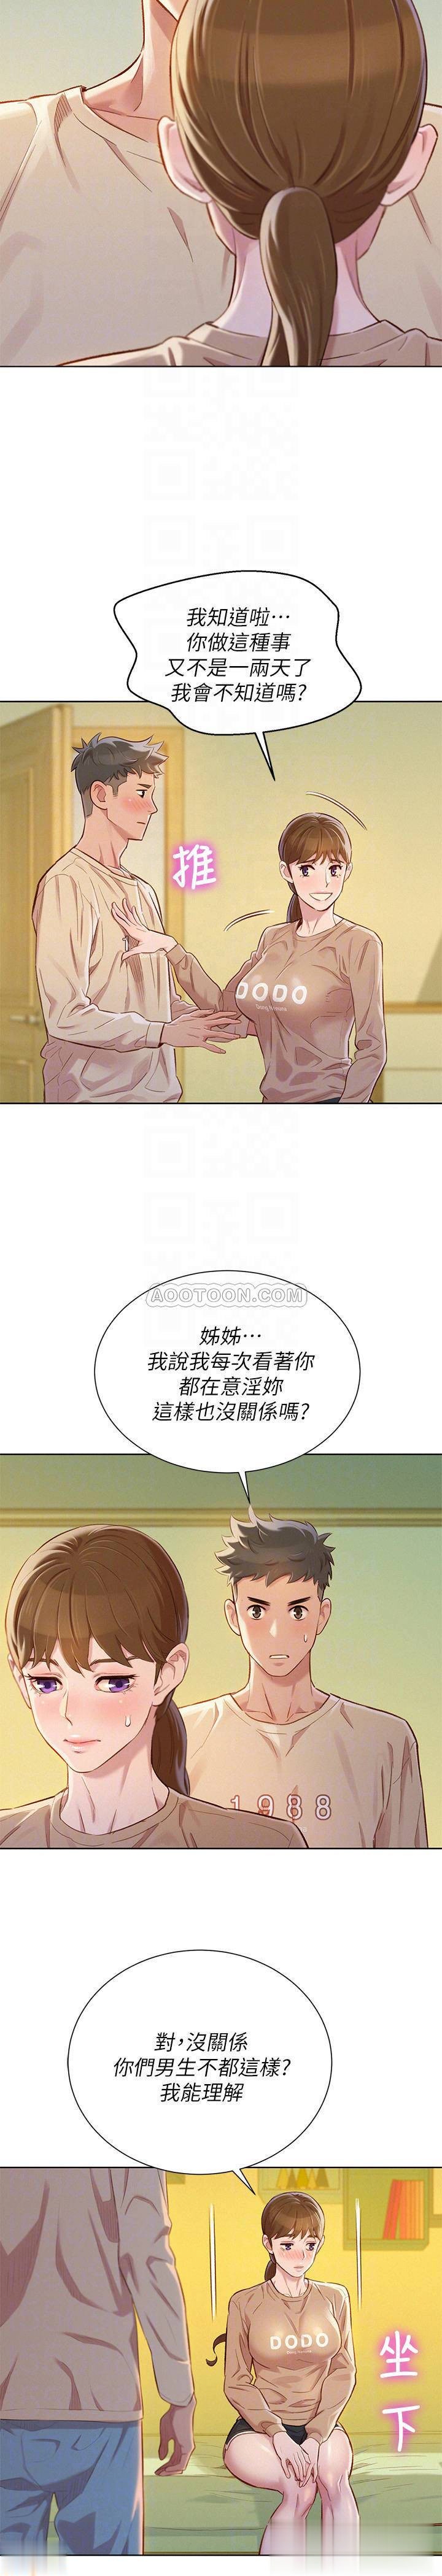 我知道啦…
你做這種事
又不是一兩天了
我會不知道嗎?
推
DODO
AOOTOON.COM
姊姊…
我說我每次看著你
都在意淫妳
這樣也沒關係嗎?
1988
對,沒關係
你們男生不都這樣?
我能理解
DODO
坐
下